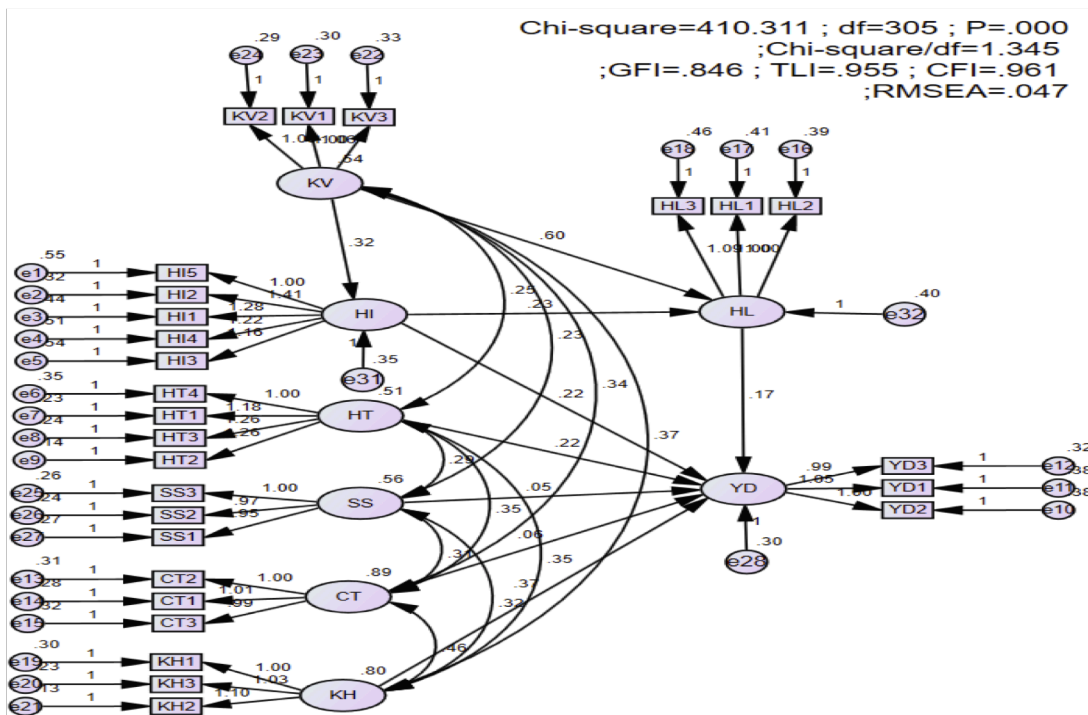 Chi-square=410.311 ; df=305 ; P=.000
;Chi-square/df=1.345
;GFI=.846 ; TLI=.955 ; CFI=.961
;RMSEA=.047
.29 .30 .33
e24 e23 e22
1 1 1
KV2 KV1 KV3
.54
KV
.46 .41 .39
e18 e17 e16
1 1 1
HL3 HL1 HL2
1.09 1.00
.32
.60
.55
e1 1 HI5 1.00
.32
e2 1 HI2 1.41
.44
e3 1 HI1 1.28
.51
e4 1 HI4 1.22
.54
e5 1 HI3 1.16
HI
.25
.23
HL
1
.40
e32
.23
1
.35
e31
.34
.37
.22
.17
.35
e6 1 HT4 1.00
.23
e7 1 HT1 1.18
.24
e8 1 HT3 1.26
.14
e9 1 HT2 1.26
.51
HT
.22
.29
.26
e25 1 SS3 1.00
.24
e26 1 SS2 .97
.27
e27 1 SS1 .95
.56
SS
.05
.35
.06
.35
YD
.99 YD3 1 e12 .32
1.05 YD1 1 e11 .38
1.00 YD2 1 e10 .38
1
.30
e28
.31
.31
e13 1 CT2 1.00
.28
e14 1 CT1 1.01
.32
e15 1 CT3 .99
.89
CT
.37
.32
.46
.30
e19 1 KH1 1.00
.23
e20 1 KH3 1.03
.13
e21 1 KH2 1.10
.80
KH